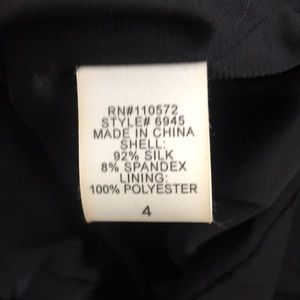 RN#110572
STYLE# 6945
MADE IN CHINA
SHELL:
92% SILK
8% SPANDEX
LINING:
100% POLYESTER
4